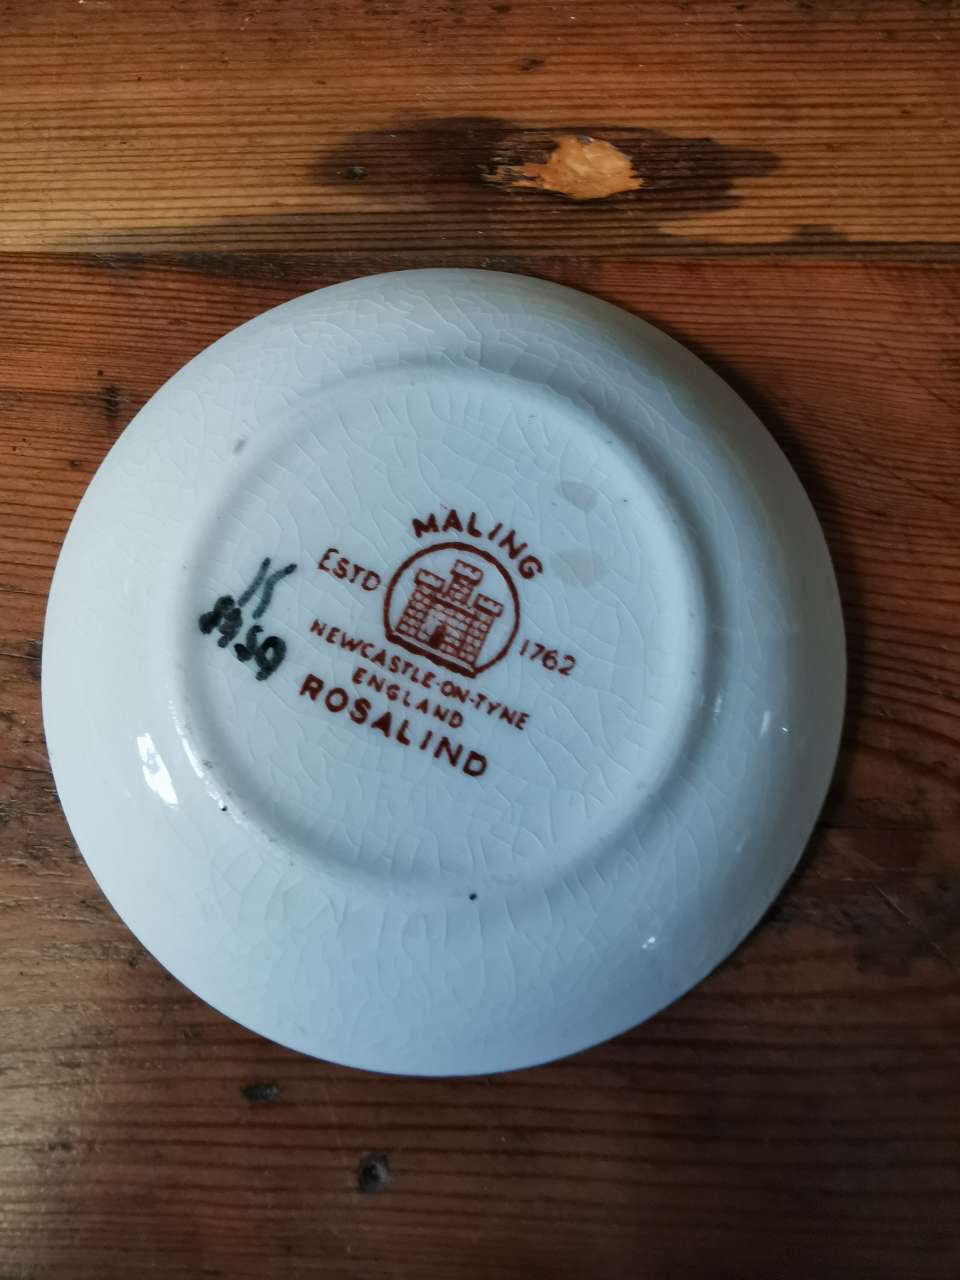 MALING
ESTD 1762
NEWCASTLE-ON-TYNE
ENGLAND
ROSALIND